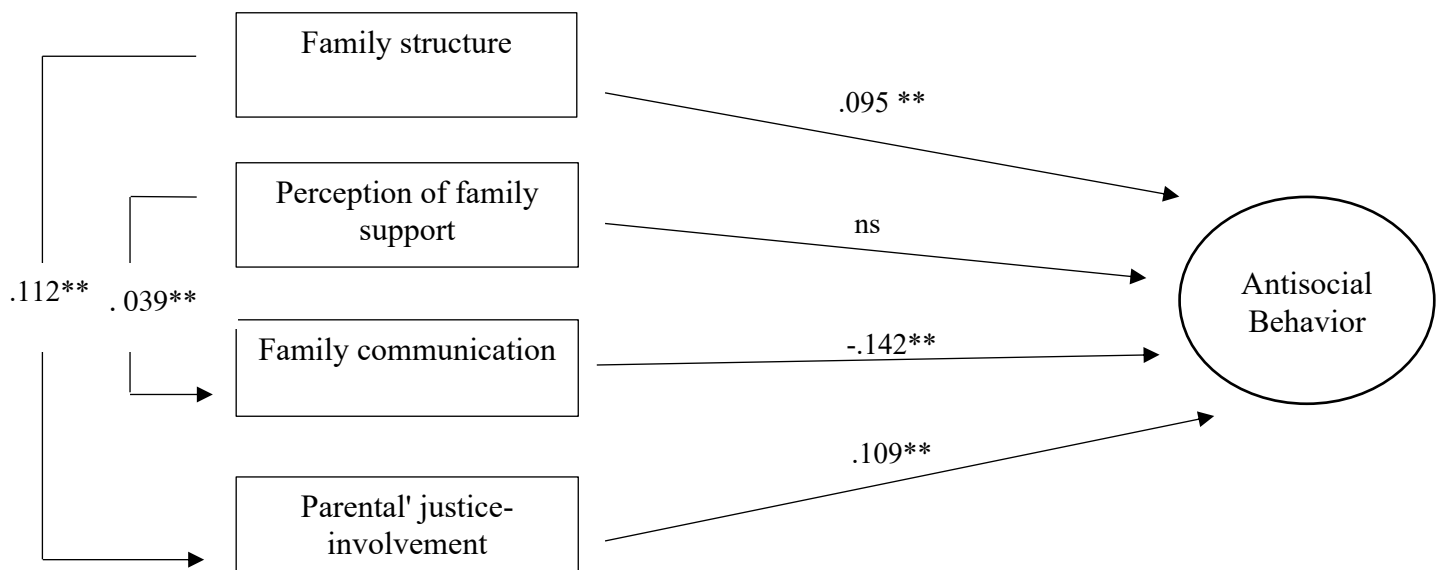 Family structure
.095 **
Perception of family
support
ns
.112**
. 039**
Antisocial
Behavior
Family communication
-.142**
.109**
Parental' justice-
involvement